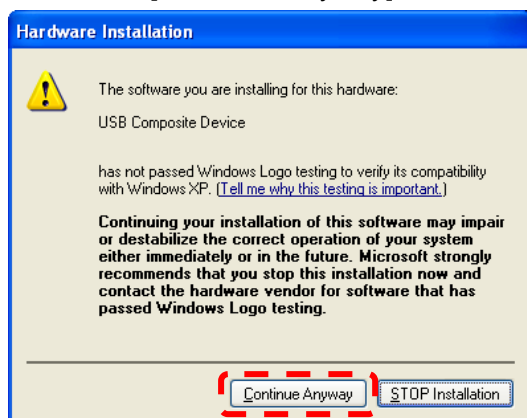 Hardware Installation
The software you are installing for this hardware:
USB Composite Device
has not passed Windows Logo testing to verify its compatibility
with Windows XP. (Tell me why this testing is important.)
Continuing your installation of this software may impair
or destabilize the correct operation of your system
either immediately or in the future. Microsoft strongly
recommends that you stop this installation now and
contact the hardware vendor for software that has
passed Windows Logo testing.
Continue Anyway STOP Installation